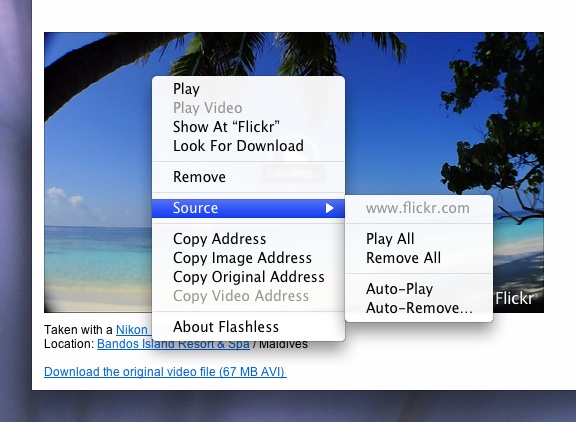 Play
Play Video
Show At “Flickr”
Look For Download
Remove
Source
Copy Address
Copy Image Address
Copy Original Address
Copy Video Address
About Flashless
www.flickr.com
Play All
Remove All
Auto-Play
Auto-Remove...
Flickr
Taken with a Nikon
Location: Bandos Island Resort & Spa / Maldives
Download the original video file (67 MB AVI)